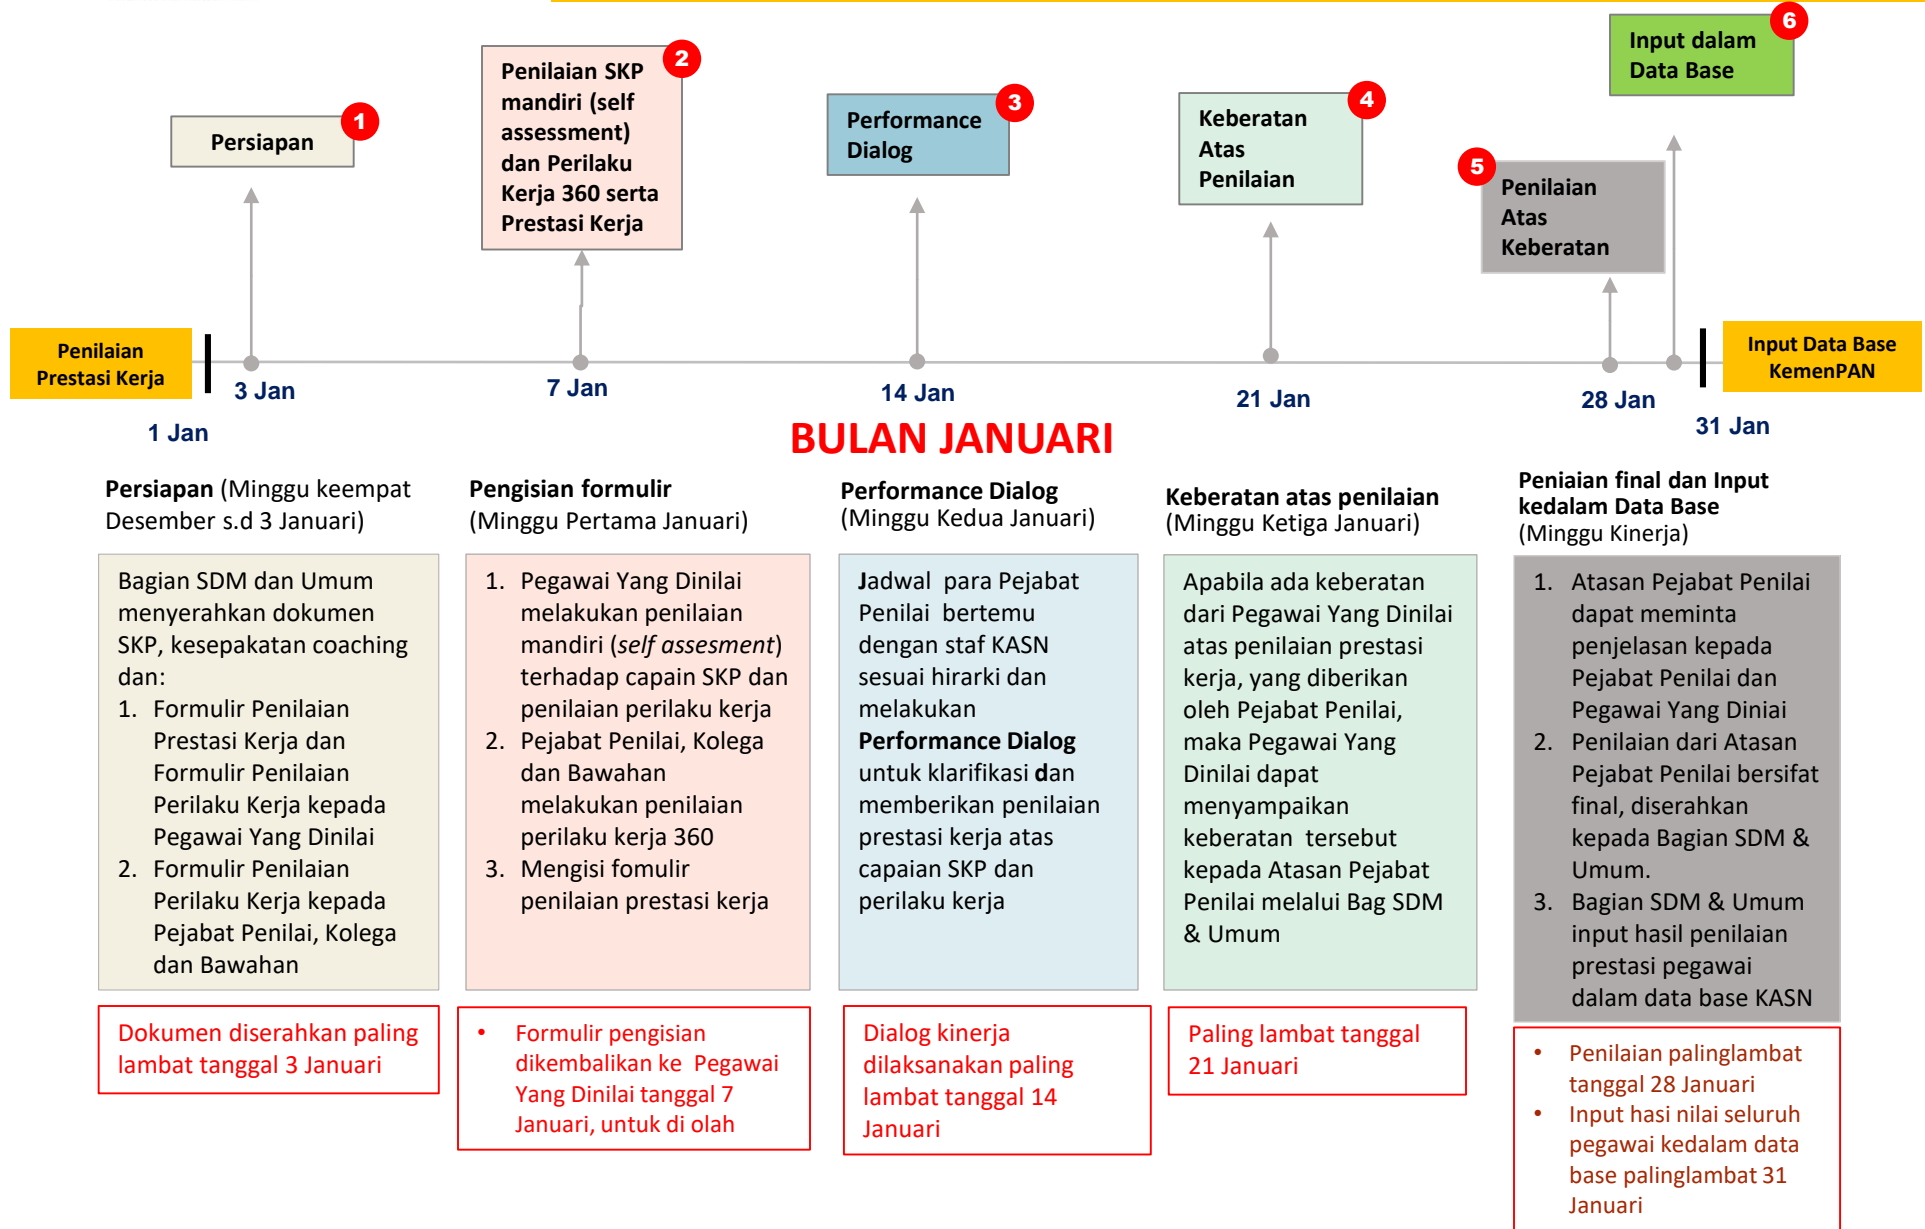 1
Persiapan
2
Penilaian SKP
mandiri (self
assessment)
dan Perilaku
Kerja 360 serta
Prestasi Kerja
3
Performance
Dialog
4
Keberatan
Atas
Penilaian
5
Penilaian
Atas
Keberatan
6
Input dalam
Data Base
Penilaian
Prestasi Kerja
Input Data Base
KemenPAN
1 Jan
3 Jan
7 Jan
14 Jan
21 Jan
28 Jan
31 Jan
BULAN JANUARI
Persiapan (Minggu keempat
Desember s.d 3 Januari)
Bagian SDM dan Umum
menyerahkan dokumen
SKP, kesepakatan coaching
dan:
1. Formulir Penilaian
Prestasi Kerja dan
Formulir Penilaian
Perilaku Kerja kepada
Pegawai Yang Dinilai
2. Formulir Penilaian
Perilaku Kerja kepada
Pejabat Penilai, Kolega
dan Bawahan
Dokumen diserahkan paling
lambat tanggal 3 Januari
Pengisian formulir
(Minggu Pertama Januari)
1. Pegawai Yang Dinilai
melakukan penilaian
mandiri (self assesment)
terhadap capain SKP dan
penilaian perilaku kerja
2. Pejabat Penilai, Kolega
dan Bawahan
melakukan penilaian
perilaku kerja 360
3. Mengisi fomulir
penilaian prestasi kerja
• Formulir pengisian
dikembalikan ke Pegawai
Yang Dinilai tanggal 7
Januari, untuk di olah
Performance Dialog
(Minggu Kedua Januari)
Jadwal para Pejabat
Penilai bertemu
dengan staf KASN
sesuai hirarki dan
melakukan
Performance Dialog
untuk klarifikasi dan
memberikan penilaian
prestasi kerja atas
capaian SKP dan
perilaku kerja
Dialog kinerja
dilaksanakan paling
lambat tanggal 14
Januari
Keberatan atas penilaian
(Minggu Ketiga Januari)
Apabila ada keberatan
dari Pegawai Yang Dinilai
atas penilaian prestasi
kerja, yang diberikan
oleh Pejabat Penilai,
maka Pegawai Yang
Dinilai dapat
menyampaikan
keberatan tersebut
kepada Atasan Pejabat
Penilai melalui Bag SDM
& Umum
Paling lambat tanggal
21 Januari
Peniaian final dan Input
kedalam Data Base
(Minggu Kinerja)
1. Atasan Pejabat Penilai
dapat meminta
penjelasan kepada
Pejabat Penilai dan
Pegawai Yang Diniai
2. Penilaian dari Atasan
Pejabat Penilai bersifat
final, diserahkan
kepada Bagian SDM &
Umum.
3. Bagian SDM & Umum
input hasil penilaian
prestasi pegawai
dalam data base KASN
• Penilaian palinglambat
tanggal 28 Januari
• Input hasi nilai seluruh
pegawai kedalam data
base palinglambat 31
Januari